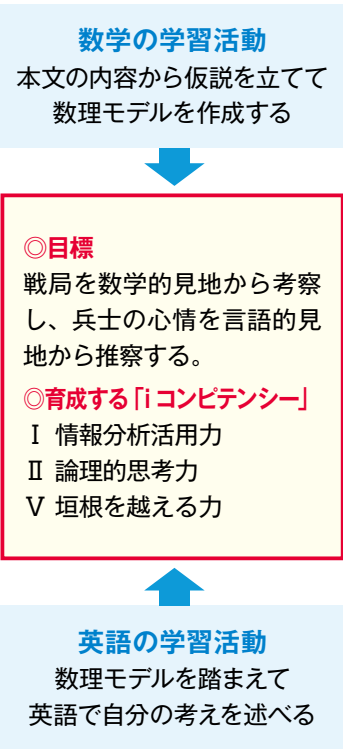 数学の学習活動
本文の内容から仮説を立てて
数理モデルを作成する
◎目標
戦局を数学的見地から考察
し、兵士の心情を言語的見
地から推察する。
◎育成する「i コンピテンシー」
Ⅰ 情報分析活用力
Ⅱ 論理的思考力
Ⅴ 垣根を越える力
英語の学習活動
数理モデルを踏まえて
英語で自分の考えを述べる